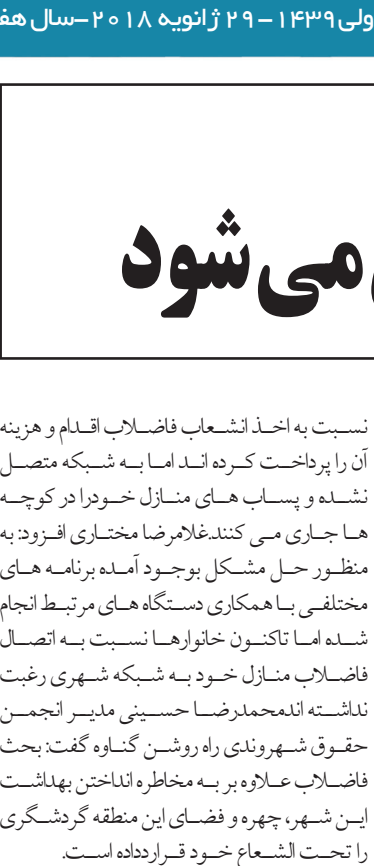 ولی ۱۴۳۹ - ۲۹ ژانویه ۲۰۱۸ - سال هف
می‌شود
نسبت به اخذ انشعاب فاضلاب اقدام و هزینه
آن را پرداخت کرده اند اما به شبکه متصل
نشده و پساب های منازل خودرا در کوچه
ها جاری می کنند.غلامرضا مختاری افزود: به
منظور حل مشکل بوجود آمده برنامه های
مختلفی با همکاری دستگاه های مرتبط انجام
شده اما تاکنون خانوارها نسبت به اتصال
فاضلاب منازل خود به شبکه شهری رغبت
نداشته اندمحمدرضا حسینی مدیر انجمن
حقوق شهروندی راه روشن گناوه گفت: بحث
فاضلاب علاوه بر به مخاطره انداختن بهداشت
این شهر، چهره و فضای این منطقه گردشگری
را تحت الشعاع خود قراردداده است.